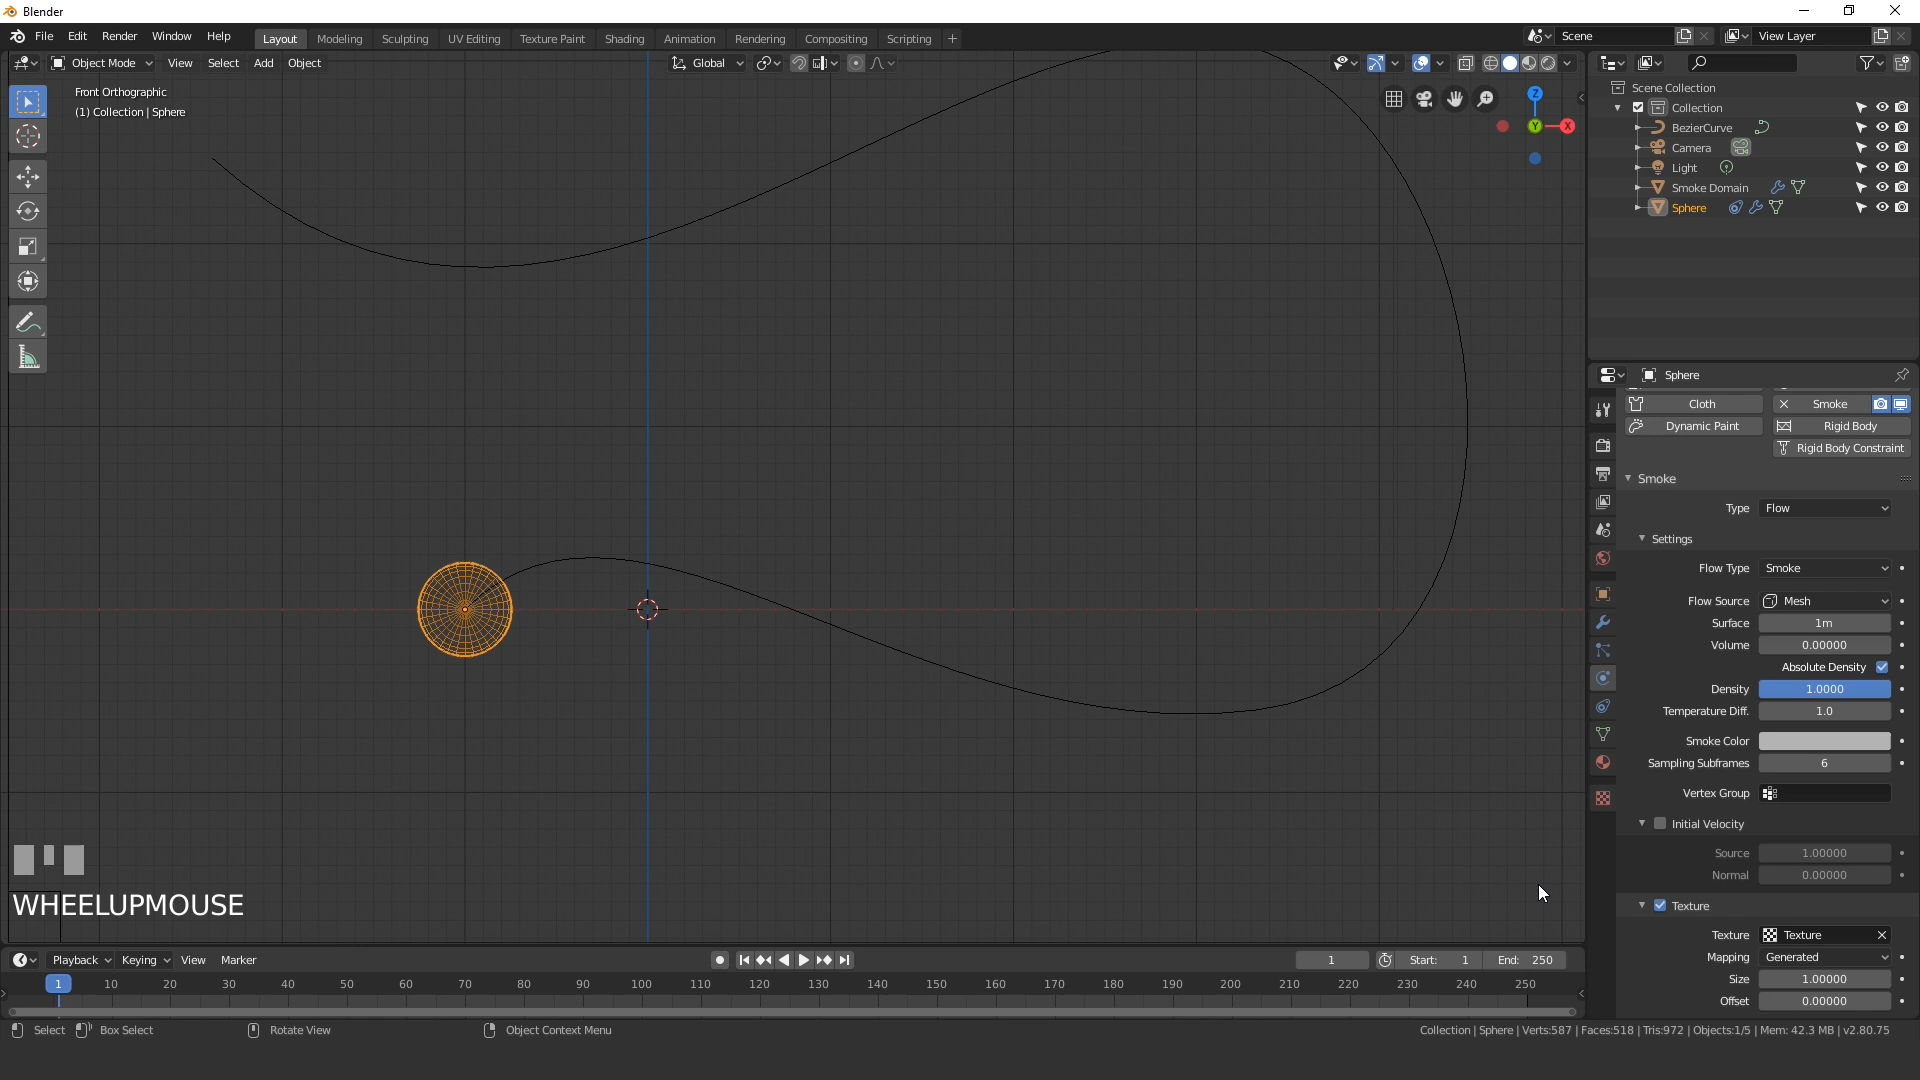 Blender
File Edit Render Window Help
Layout Modeling Sculpting UV Editing Texture Paint Shading Animation Rendering Compositing Scripting +
Scene
View Layer
Object Mode View Select Add Object
Global
Front Orthographic
(1) Collection | Sphere
Z
Y
X
Scene Collection
Collection
BezierCurve
Camera
Light
Smoke Domain
Sphere
Sphere
Cloth
Smoke
Dynamic Paint
Rigid Body
Rigid Body Constraint
Smoke
Type Flow
Settings
Flow Type Smoke
Flow Source Mesh
Surface 1m
Volume 0.00000
Absolute Density
Density 1.0000
Temperature Diff. 1.0
Smoke Color
Sampling Subframes 6
Vertex Group
Initial Velocity
Source 1.00000
Normal 0.00000
Texture
Texture Texture
Mapping Generated
Size 1.00000
Offset 0.00000
WHEELUPMOUSE
Playback Keying View Marker
1 Start: 1 End: 250
1 10 20 30 40 50 60 70 80 90 100 110 120 130 140 150 160 170 180 190 200 210 220 230 240 250
Select Box Select Rotate View Object Context Menu
Collection | Sphere | Verts:587 | Faces:518 | Tris:972 | Objects:1/5 | Mem: 42.3 MB | v2.80.75